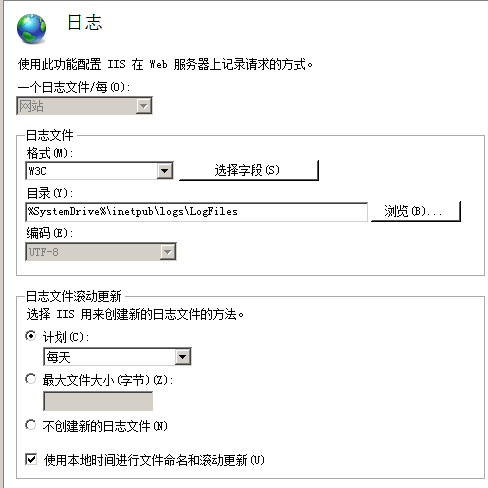 日志
使用此功能配置 IIS 在 Web 服务器上记录请求的方式。
一个日志文件/每(O):
网站
日志文件
格式(M):
W3C
选择字段(S)
目录(Y):
%SystemDrive%\inetpub\logs\LogFiles
浏览(B)...
编码(E):
UTF-8
日志文件滚动更新
选择 IIS 用来创建新的日志文件的方法。
计划(C):
每天
最大文件大小(字节)(Z):
不创建新的日志文件(N)
使用本地时间进行文件命名和滚动更新(U)